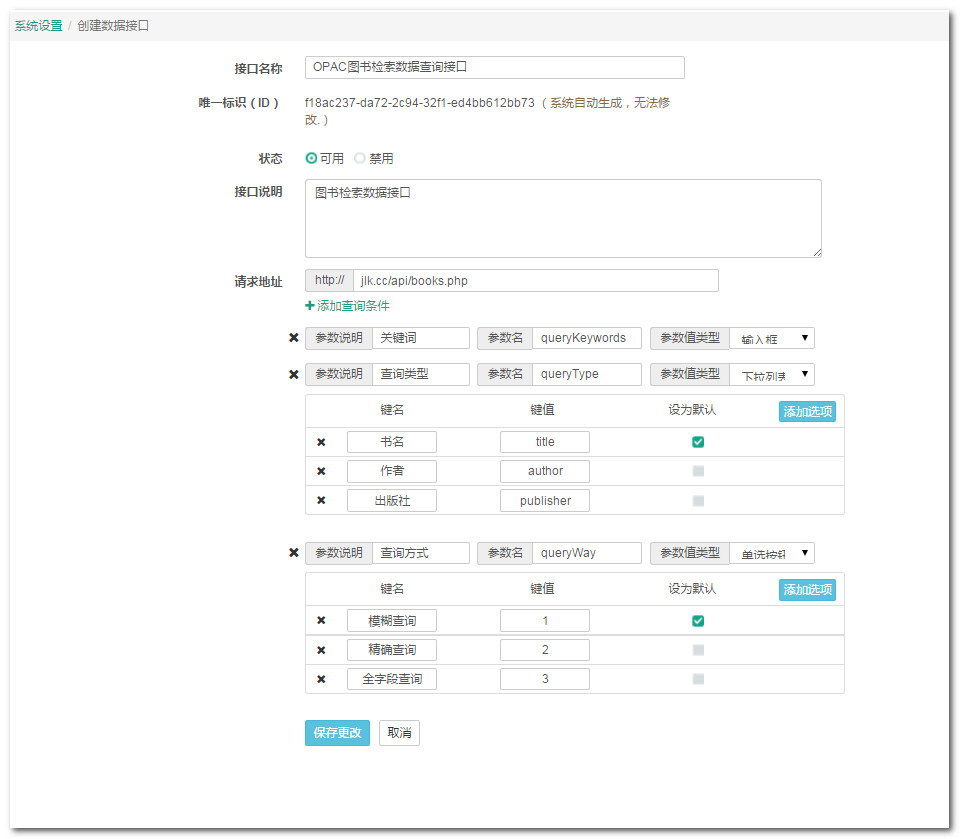 系统设置 / 创建数据接口
接口名称 OPAC图书检索数据查询接口
唯一标识（ID） f18ac237-da72-2c94-32f1-ed4bb612bb73 （系统自动生成，无法修
改.）
状态 可用 禁用
接口说明 图书检索数据接口
请求地址 http:// jlk.cc/api/books.php
添加查询条件
参数说明 关键词 参数名 queryKeywords 参数值类型 输入框
参数说明 查询类型 参数名 queryType 参数值类型 下拉列表
键名 键值 设为默认 添加选项
书名 title
作者 author
出版社 publisher
参数说明 查询方式 参数名 queryWay 参数值类型 单选按钮
键名 键值 设为默认 添加选项
模糊查询 1
精确查询 2
全字段查询 3
保存更改 取消